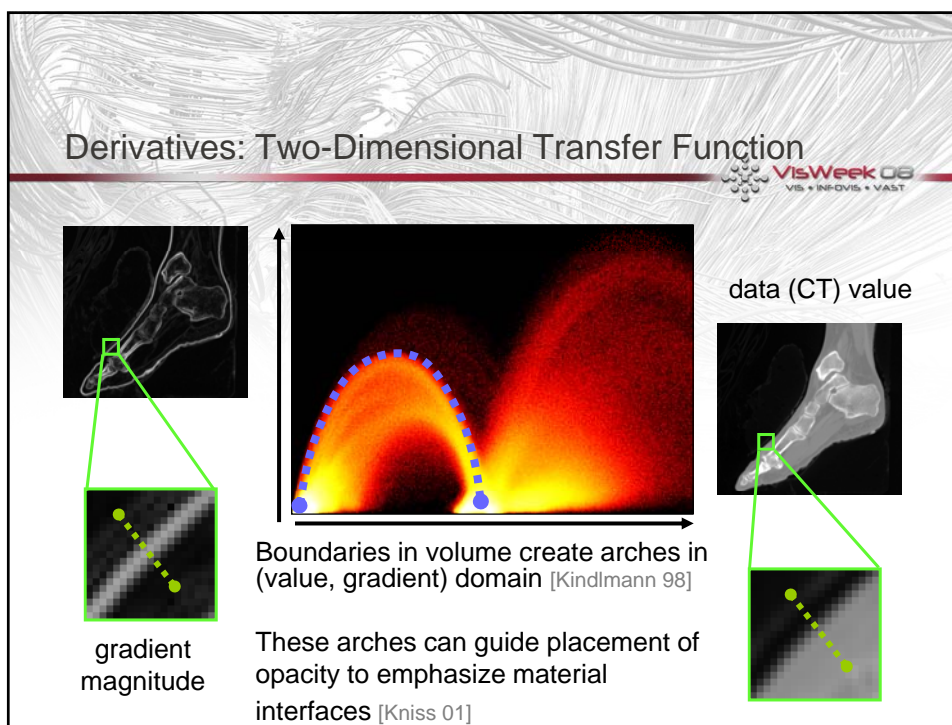 Derivatives: Two-Dimensional Transfer Function
VisWeek 08
VIS + INFOVIS + VAST
data (CT) value
Boundaries in volume create arches in
(value, gradient) domain [Kindlmann 98]
gradient
magnitude
These arches can guide placement of
opacity to emphasize material
interfaces [Kniss 01]